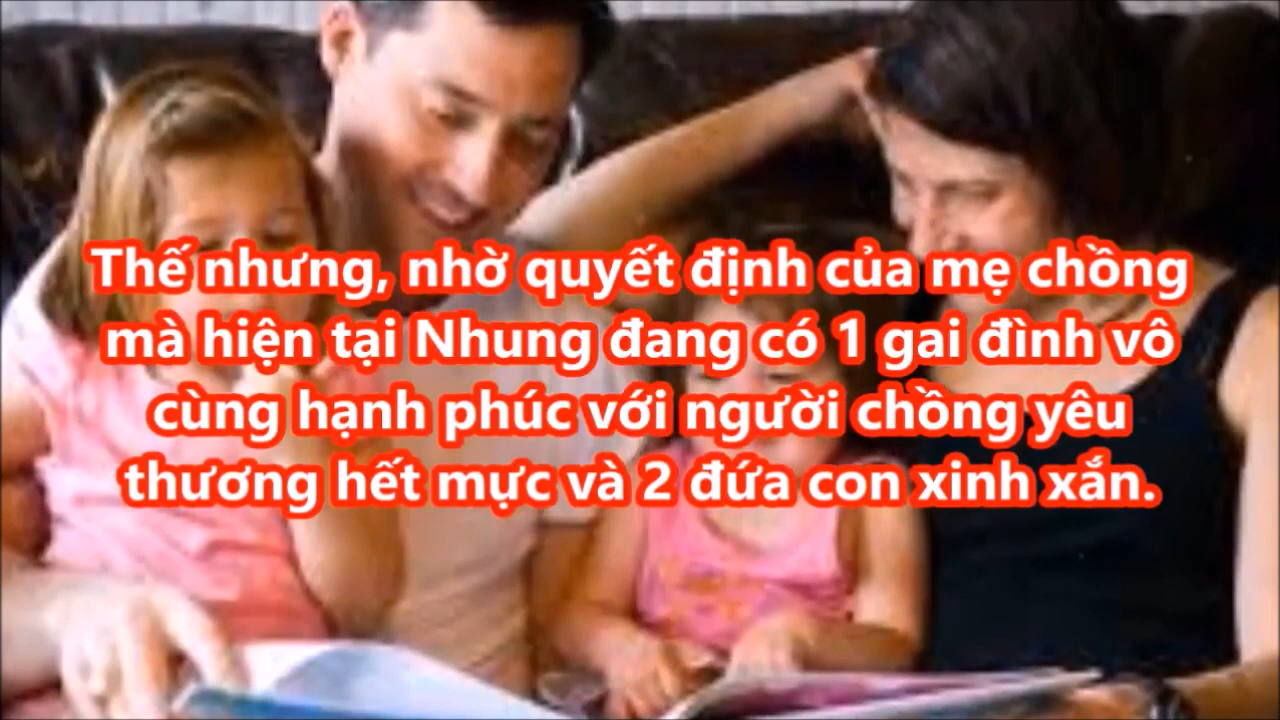 Thế nhưng, nhờ quyết định của mẹ chồng
mà hiện tại Nhung đang có 1 gai đình vô
cùng hạnh phúc với người chồng yêu
thương hết mực và 2 đứa con xinh xắn.